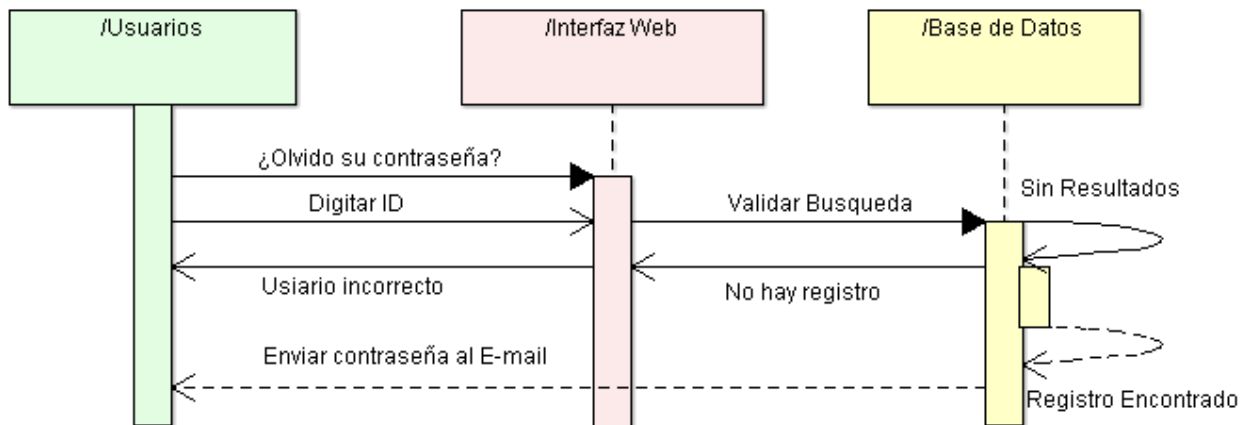 /Usuarios
/Interfaz Web
/Base de Datos
¿Olvido su contraseña?
Sin Resultados
Digitar ID
Validar Busqueda
Usiario incorrecto
No hay registro
Enviar contraseña al E-mail
Registro Encontrado